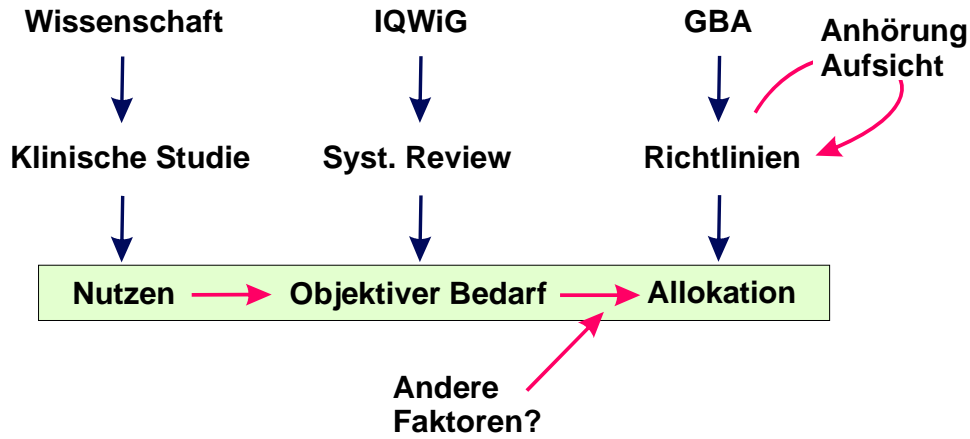 Wissenschaft
IQWiG
GBA
Anhörung
Aufsicht
Klinische Studie
Syst. Review
Richtlinien
Nutzen
Objektiver Bedarf
Allokation
Andere
Faktoren?